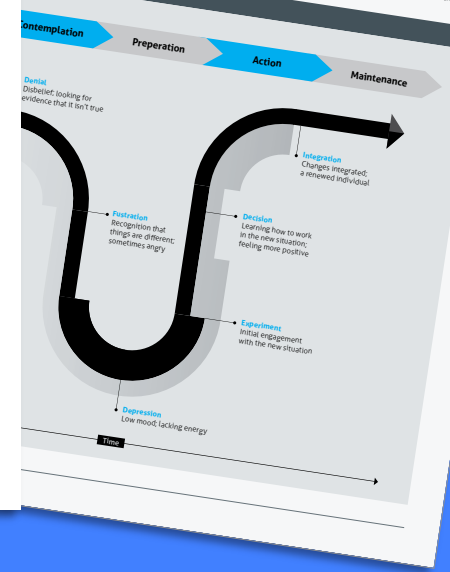 Contemplation
Preperation
Action
Maintenance
Denial
Disbelief; looking for
evidence that it isn't true
Integration
Changes integrated;
a renewed individual
Fustration
Recognition that
things are different;
sometimes angry
Decision
Learning how to work
in the new situation;
feeling more positive
Experiment
Initial engagement
with the new situation
Depression
Low mood; lacking energy
Time